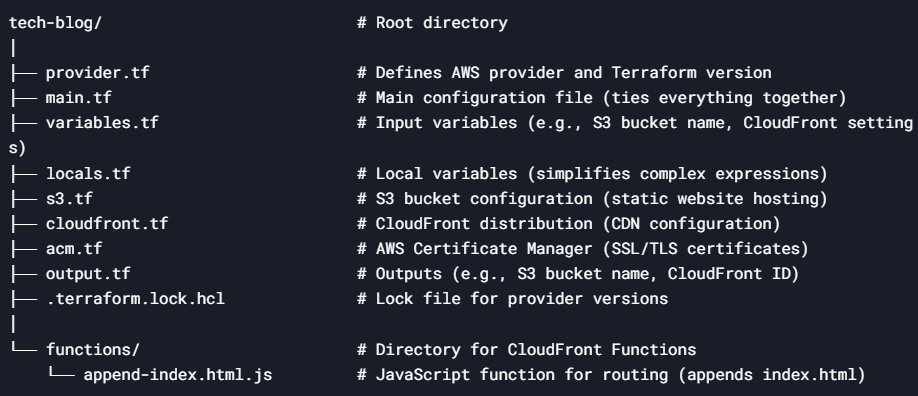 tech-blog/                            # Root directory
│
├── provider.tf                       # Defines AWS provider and Terraform version
├── main.tf                           # Main configuration file (ties everything together)
├── variables.tf                      # Input variables (e.g., S3 bucket name, CloudFront setting
s)
├── locals.tf                         # Local variables (simplifies complex expressions)
├── s3.tf                             # S3 bucket configuration (static website hosting)
├── cloudfront.tf                     # CloudFront distribution (CDN configuration)
├── acm.tf                            # AWS Certificate Manager (SSL/TLS certificates)
├── output.tf                         # Outputs (e.g., S3 bucket name, CloudFront ID)
├── .terraform.lock.hcl               # Lock file for provider versions
│
└── functions/                        # Directory for CloudFront Functions
    └── append-index.html.js          # JavaScript function for routing (appends index.html)